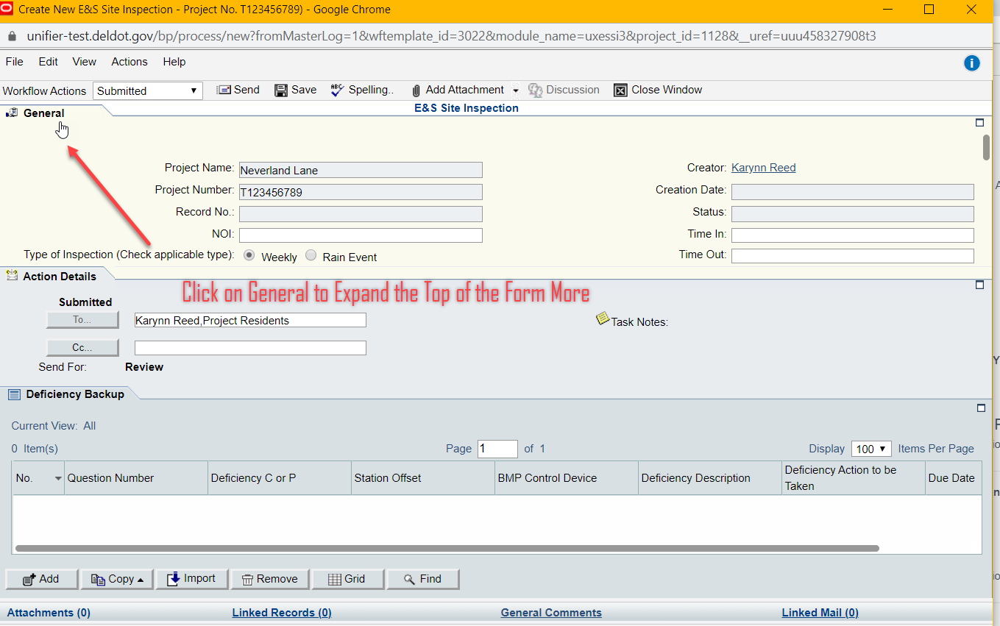 Create New E&S Site Inspection - Project No. T123456789) - Google Chrome
unifier-test.deldot.gov/bp/process/new?fromMasterLog=1&wftemplate_id=3022&module_name=uxessi3&project_id=1128&__uref=uuu458327908t3
File Edit View Actions Help
Workflow Actions Submitted Send Save ABC Spelling.. Add Attachment Discussion Close Window
E&S Site Inspection
General
Project Name: Neverland Lane Creator: Karynn Reed
Project Number: T123456789 Creation Date:
Record No.: Status:
NOI: Time In:
Type of Inspection (Check applicable type): Weekly Rain Event Time Out:
Action Details
Click on General to Expand the Top of the Form More
Submitted
To... Karynn Reed,Project Residents Task Notes:
Cc...
Send For: Review
Deficiency Backup
Current View: All
0 Item(s) Page 1 of 1 Display 100 Items Per Page
No. Question Number Deficiency C or P Station Offset BMP Control Device Deficiency Description Deficiency Action to be Taken Due Date
Add Copy Import Remove Grid Find
Attachments (0) Linked Records (0) General Comments Linked Mail (0)